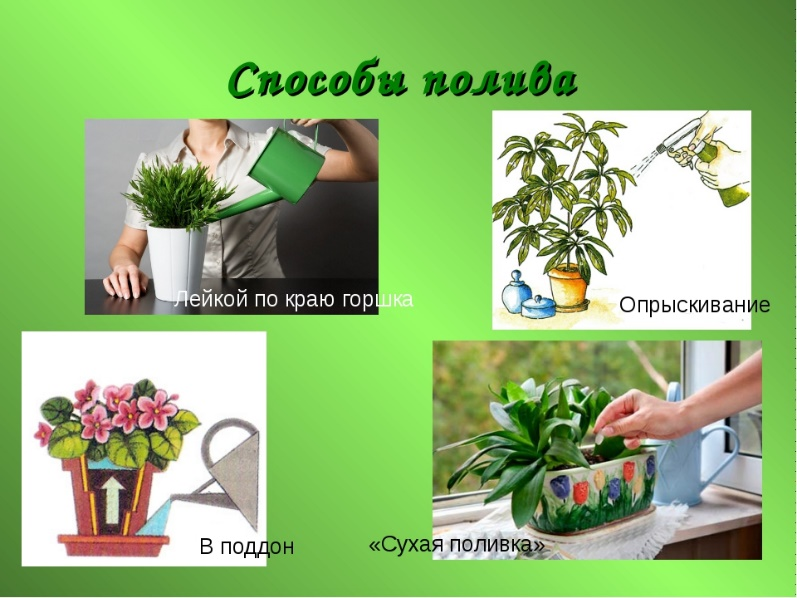 Способы полива
Лейкой по краю горшка
Опрыскивание
В поддон
«Сухая поливка»